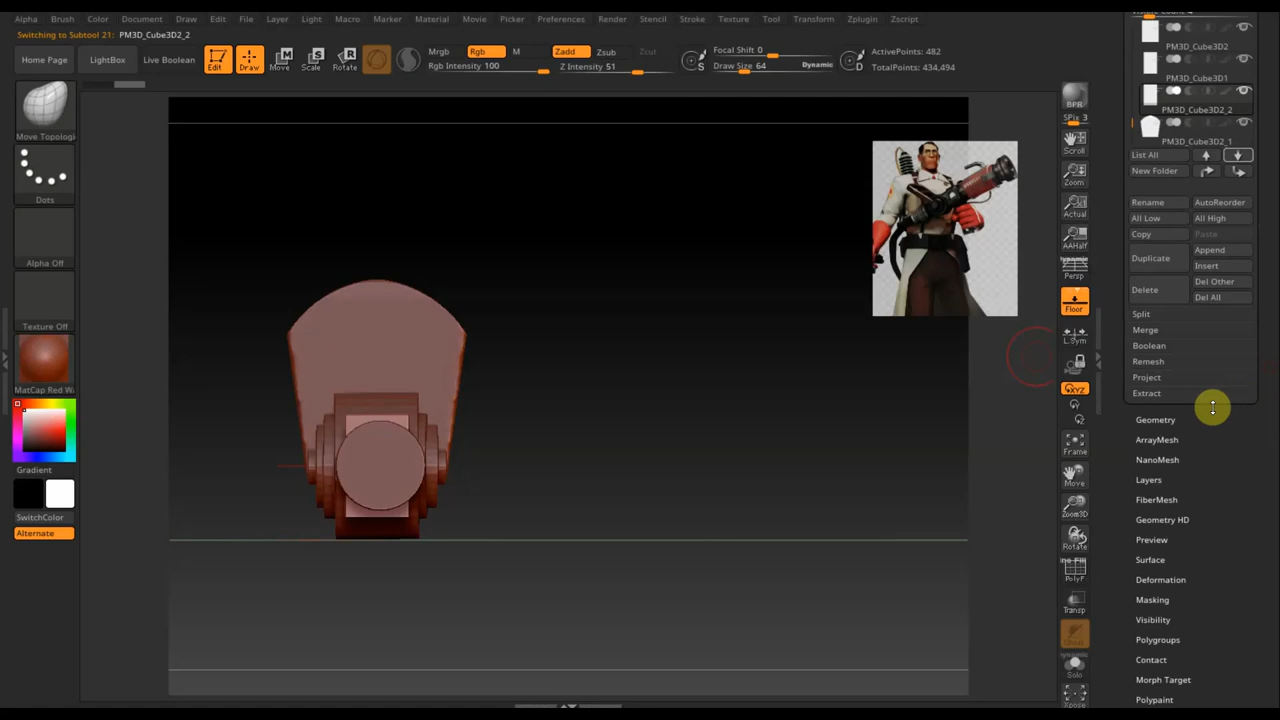 Alpha Brush Color Document Draw Edit File Layer Light Macro Marker Material Movie Picker Preferences Render Stencil Stroke Texture Tool Transform Zplugin Zscript
Switching to Subtool 21: PM3D_Cube3D2_2
Home Page LightBox Live Boolean Edit Draw Move Scale Rotate
Mrgb Rgb M Zadd Zsub Zcut
Rgb Intensity 100 Z Intensity 51
S Focal Shift 0
Draw Size 64 Dynamic
D ActivePoints: 482
TotalPoints: 434,494
Move Topologi
Dots
Alpha Off
Texture Off
MatCap Red W
Gradient
SwitchColor
Alternate
BPR
SPix 3
Scroll
Zoom
Actual
AAHalf
Dynamic
Persp
Floor
L.Sym
XYZ
Y
Z
Frame
Move
Zoom3D
Rotate
PolyF
Transp
Dynamic
Solo
Xpose
PM3D_Cube3D2
PM3D_Cube3D1
PM3D_Cube3D2_2
PM3D_Cube3D2_1
List All
New Folder
Rename AutoReorder
All Low All High
Copy Paste
Duplicate Append
Insert
Delete Del Other
Del All
Split
Merge
Boolean
Remesh
Project
Extract
Geometry
ArrayMesh
NanoMesh
Layers
FiberMesh
Geometry HD
Preview
Surface
Deformation
Masking
Visibility
Polygroups
Contact
Morph Target
Polypaint